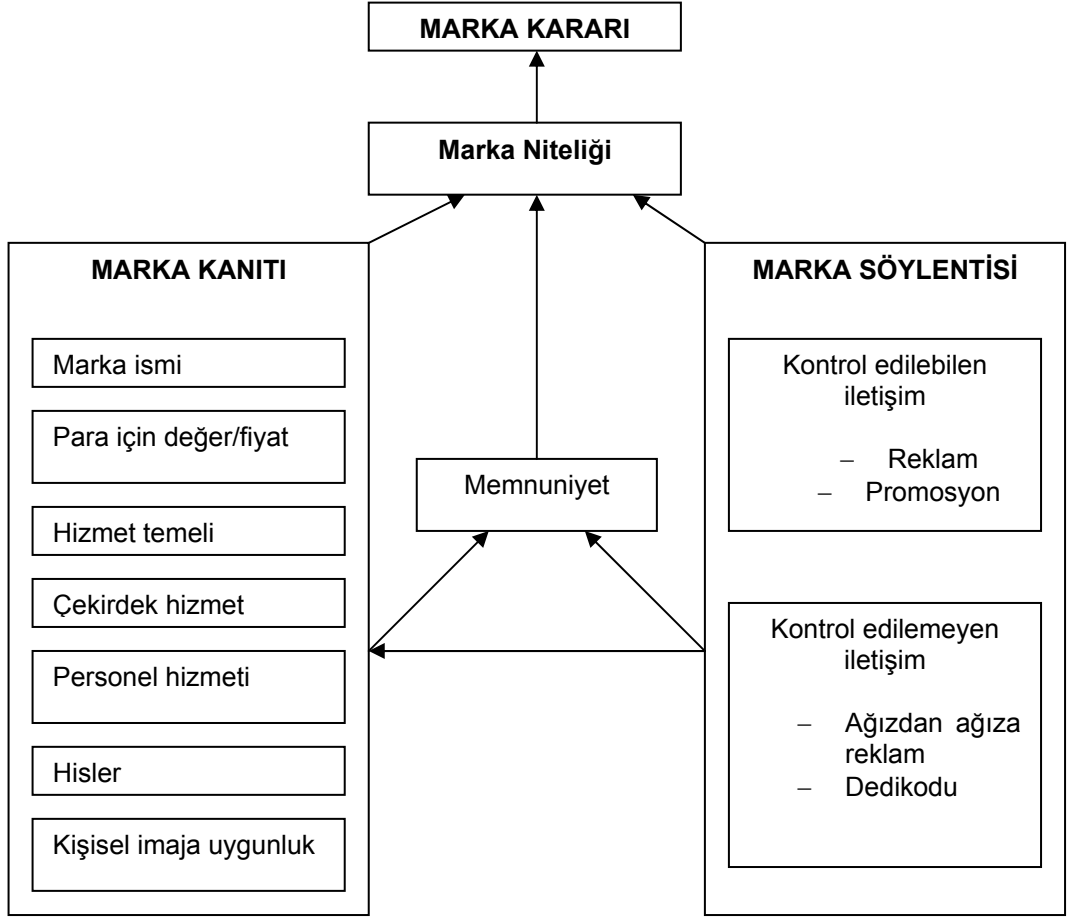 MARKA KARARI
Marka Niteliği
MARKA KANITI
Marka ismi
Para için değer/fiyat
Hizmet temeli
Çekirdek hizmet
Personel hizmeti
Hisler
Kişisel imaja uygunluk
Memnuniyet
MARKA SÖYLENTİSİ
Kontrol edilebilen
iletişim
– Reklam
– Promosyon
Kontrol edilemeyen
iletişim
– Ağızdan ağıza
reklam
– Dedikodu